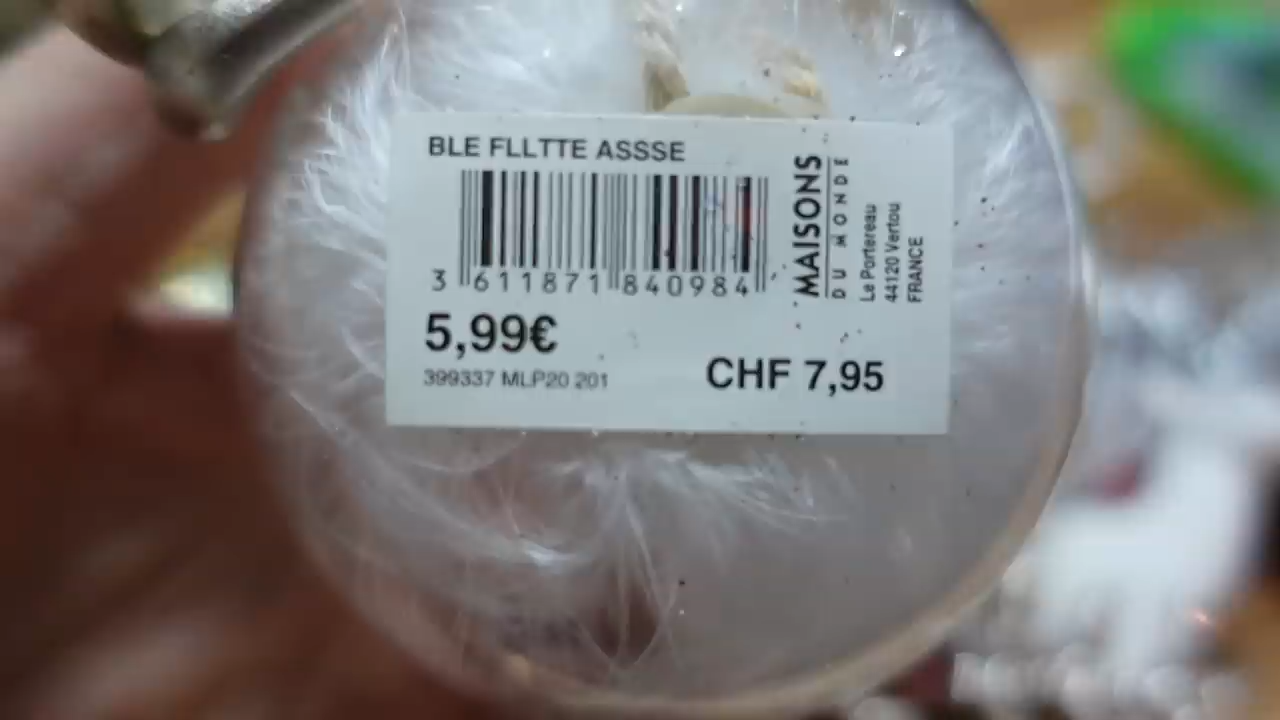 BLE FLLTTE ASSSE
3 611871 840984
5,99€
399337 MLP20 201
CHF 7,95
MAISONS
DU MONDE
Le Portereau
44120 Vertou
FRANCE